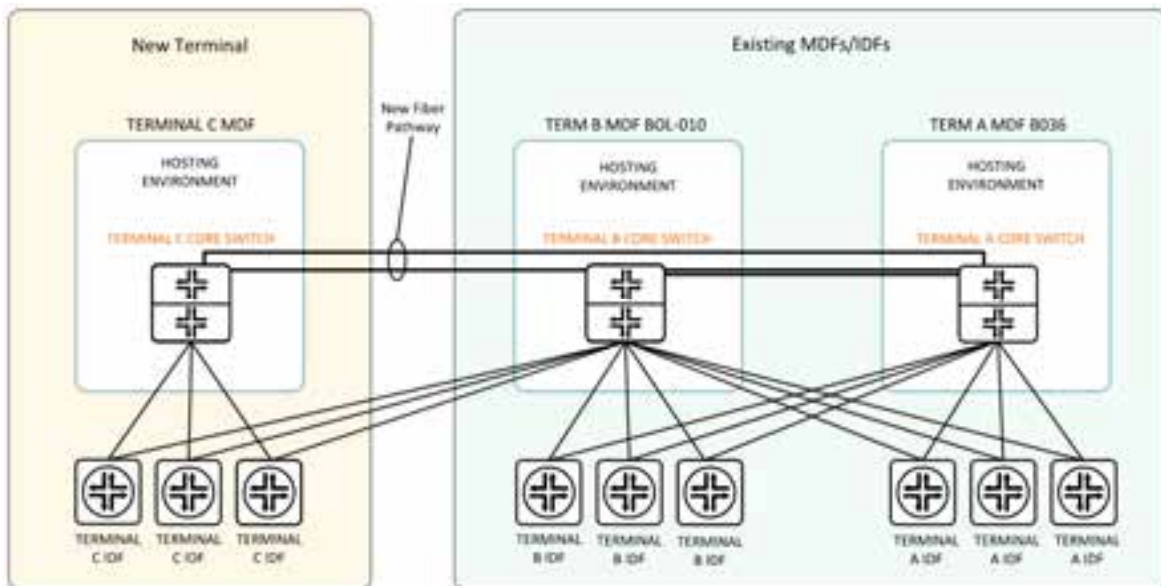 New Terminal
Existing MDFs/IDFs
New Fiber
Pathway
TERMINAL C MDF
TERM B MDF BOL-010
TERM A MDF B036
HOSTING
ENVIRONMENT
HOSTING
ENVIRONMENT
HOSTING
ENVIRONMENT
TERMINAL C CORE SWITCH
TERMINAL B CORE SWITCH
TERMINAL A CORE SWITCH
TERMINAL
C IDF
TERMINAL
C IDF
TERMINAL
C IDF
TERMINAL
B IDF
TERMINAL
B IDF
TERMINAL
B IDF
TERMINAL
A IDF
TERMINAL
A IDF
TERMINAL
A IDF